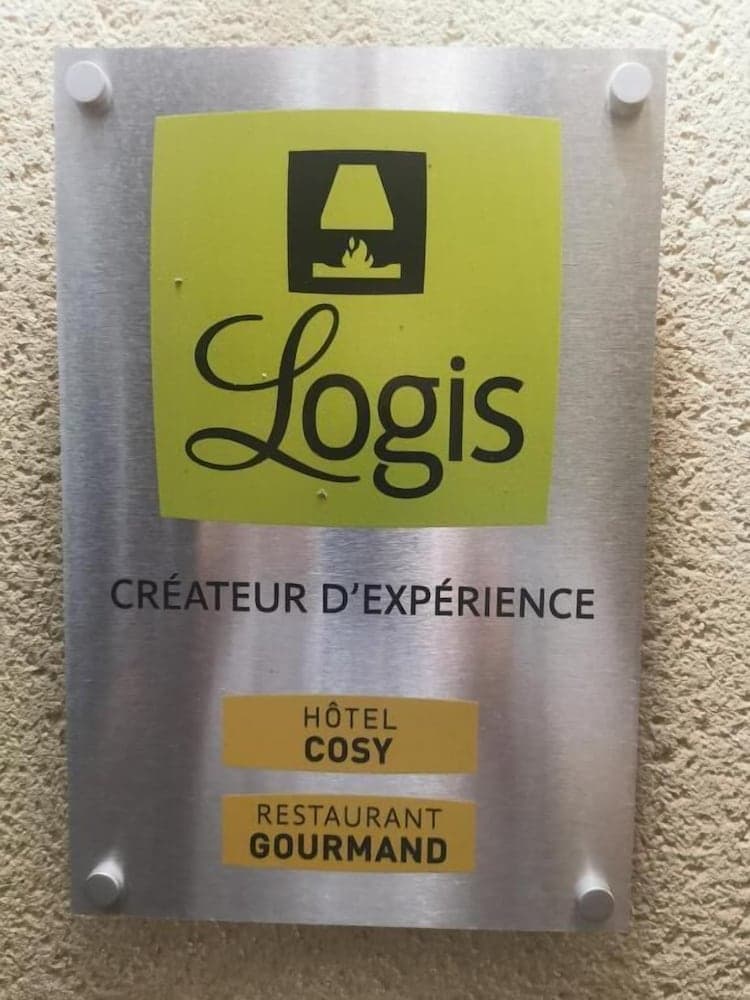 Logis
CRÉATEUR D'EXPÉRIENCE
HÔTEL
COSY
RESTAURANT
GOURMAND